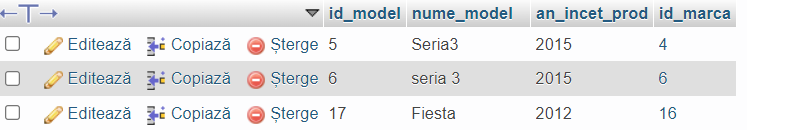 ←T→ id_model nume_model an_incet_prod id_marca
Editează Copiază Șterge 5 Seria3 2015 4
Editează Copiază Șterge 6 seria 3 2015 6
Editează Copiază Șterge 17 Fiesta 2012 16